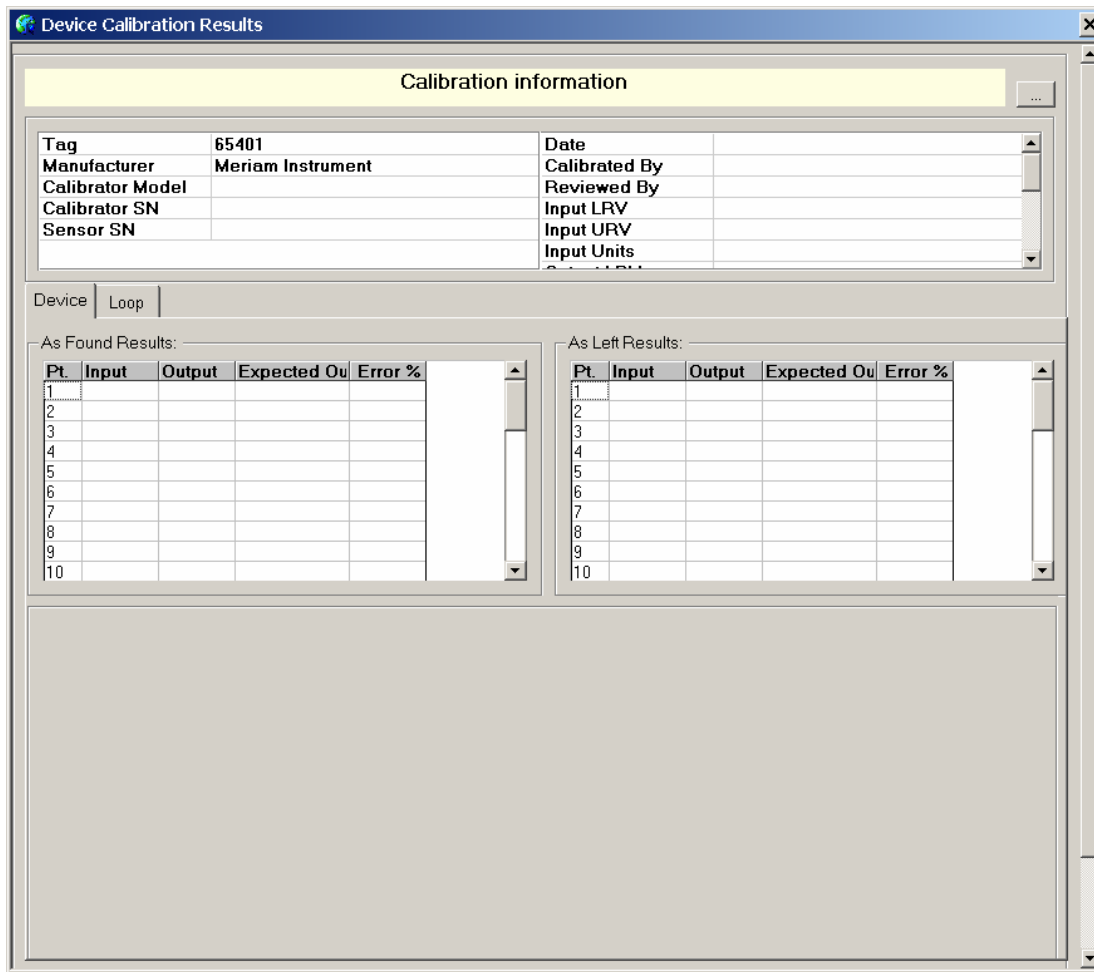 Device Calibration Results
Calibration information
...
Tag 65401
Manufacturer Meriam Instrument
Calibrator Model
Calibrator SN
Sensor SN
Date
Calibrated By
Reviewed By
Input LRV
Input URV
Input Units
Device Loop
As Found Results:
Pt. Input Output Expected Ou Error %
1
2
3
4
5
6
7
8
9
10
As Left Results:
Pt. Input Output Expected Ou Error %
1
2
3
4
5
6
7
8
9
10